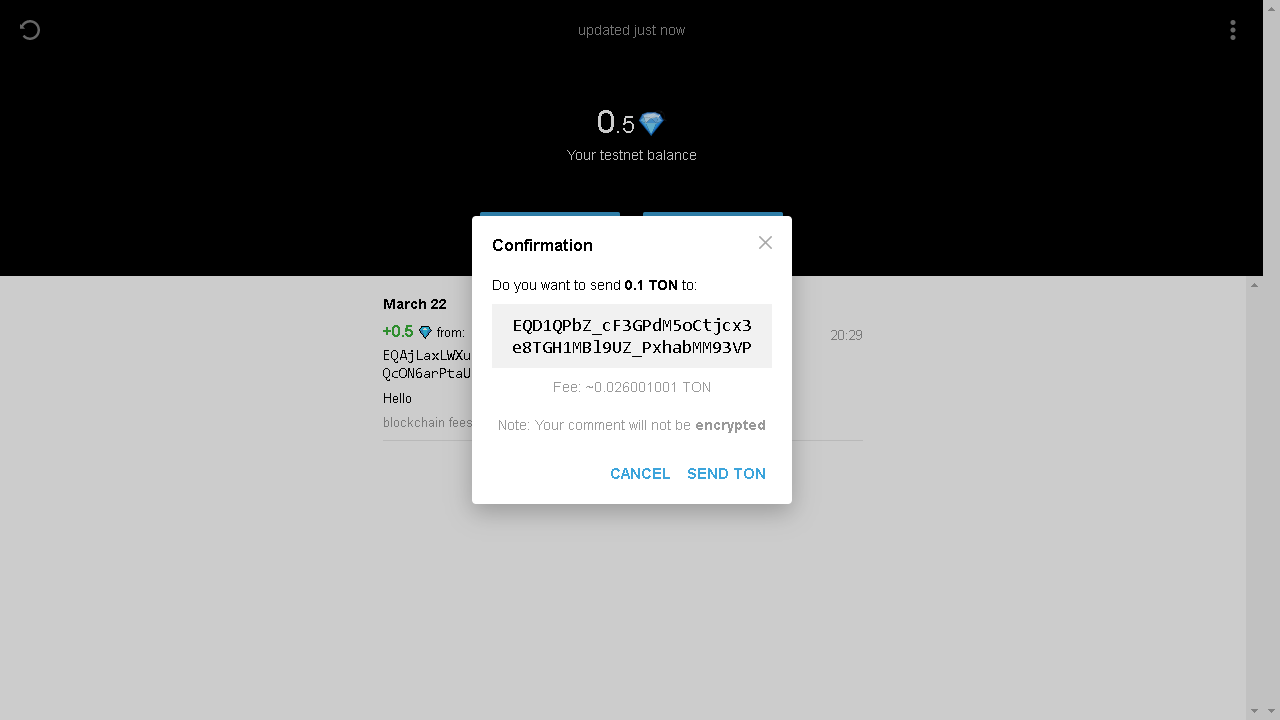 updated just now
0.5
Your testnet balance
Confirmation
Do you want to send 0.1 TON to:
EQD1QPbZ_cF3GPdM5oCtjcx3
e8TGH1MBl9UZ_PxhabMM93VP
Fee: ~0.026001001 TON
Note: Your comment will not be encrypted
CANCEL SEND TON
March 22
+0.5 from:
20:29
EQAjLaxLWXu
QcON6arPtaU
Hello
blockchain fees